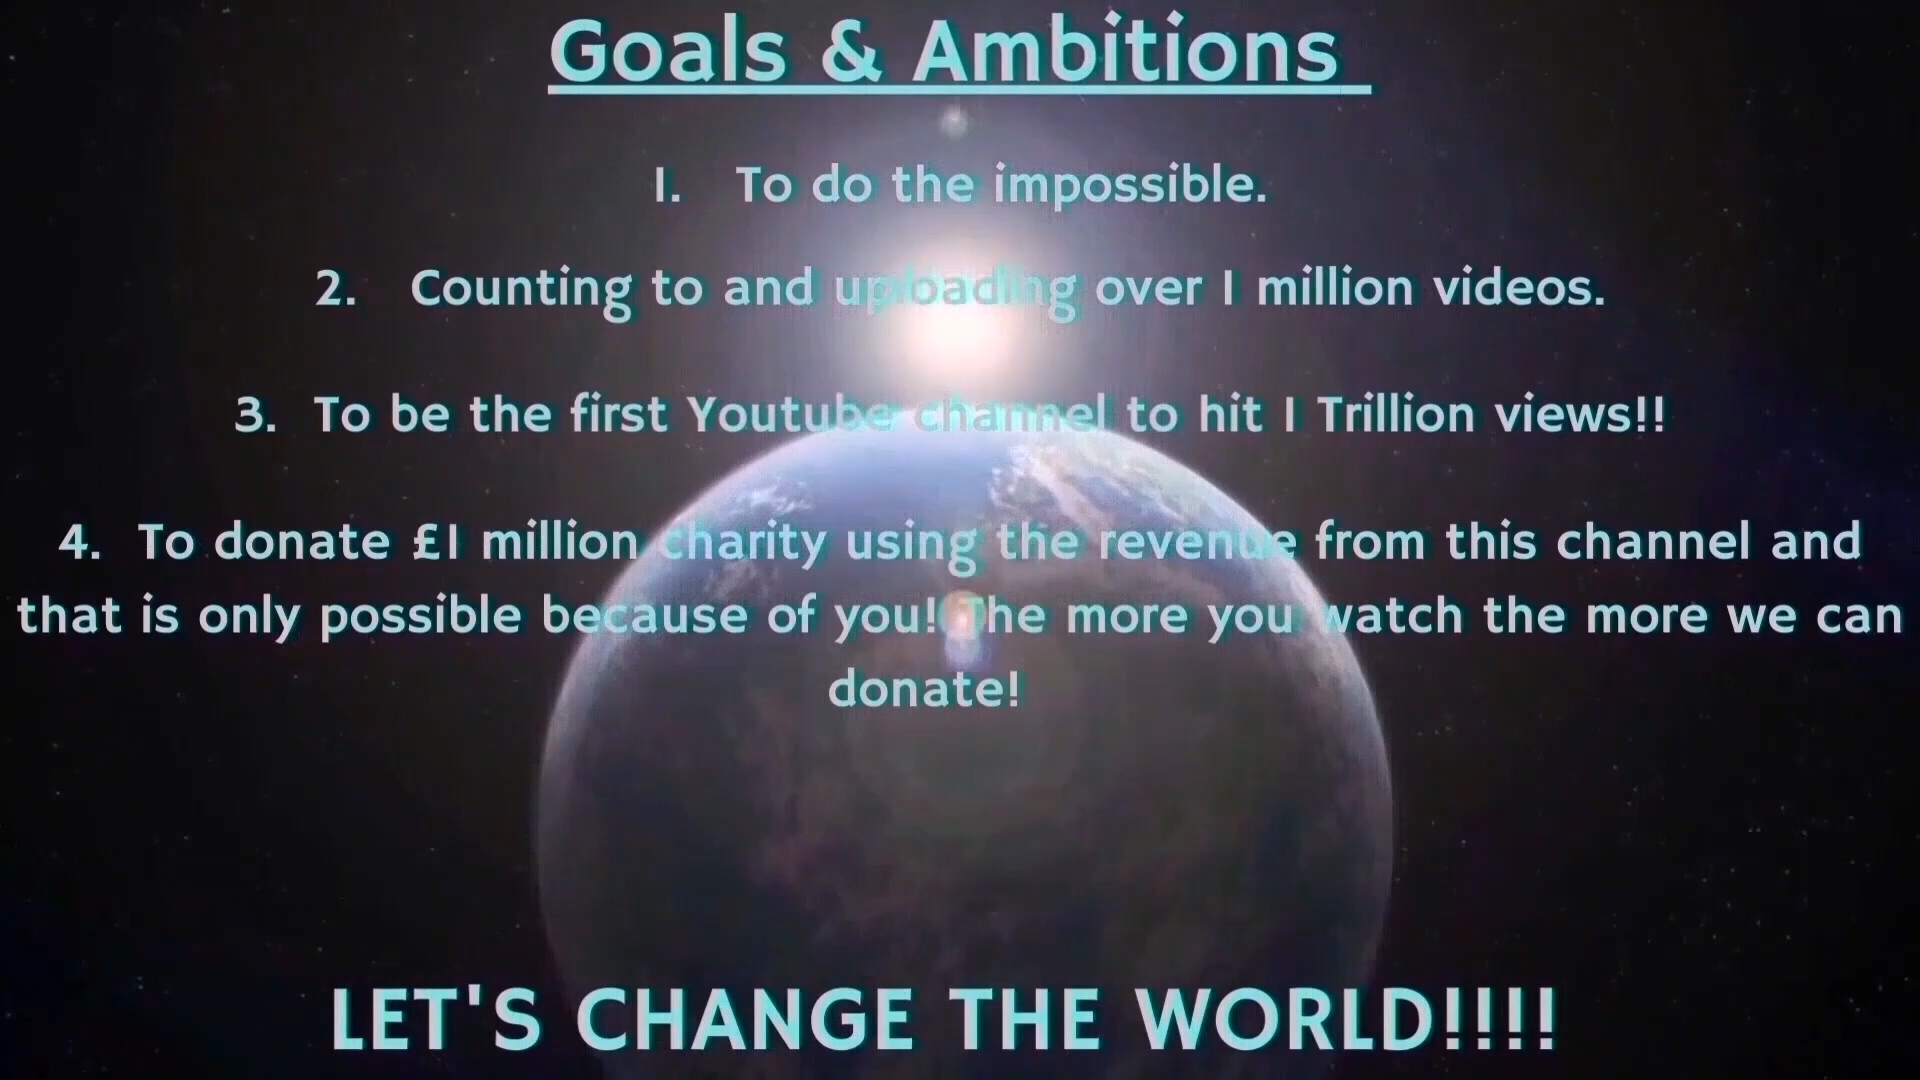 Goals & Ambitions
1. To do the impossible.
2. Counting to and uploading over 1 million videos.
3. To be the first Youtube channel to hit 1 Trillion views!!
4. To donate £1 million charity using the revenue from this channel and
that is only possible because of you! The more you watch the more we can
donate!
LET'S CHANGE THE WORLD!!!!